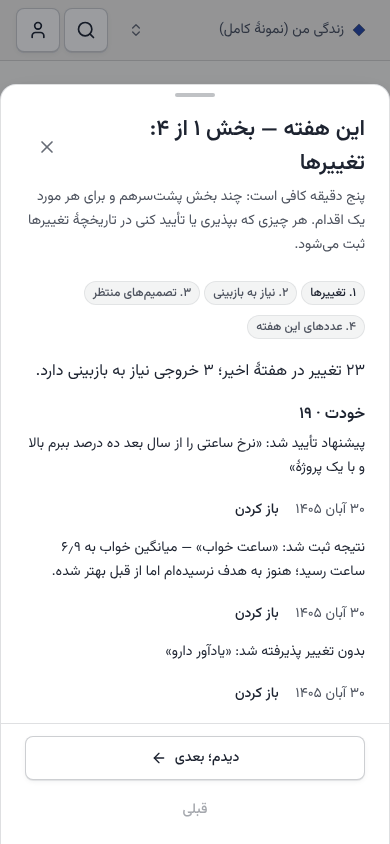 زندگی من (نمونهٔ کامل)
این هفته — بخش ۱ از ۴:
تغییرها
پنج دقیقه کافی است: چند بخش پشت‌سرهم و برای هر مورد
یک اقدام. هر چیزی که بپذیری یا تأیید کنی در تاریخچهٔ تغییرها
ثبت می‌شود.
۱. تغییرها
۲. نیاز به بازبینی
۳. تصمیم‌های منتظر
۴. عددهای این هفته
۲۳ تغییر در هفتهٔ اخیر؛ ۳ خروجی نیاز به بازبینی دارد.
خودت · ۱۹
پیشنهاد تأیید شد: «نرخ ساعتی را از سال بعد ده درصد ببرم بالا
و با یک پروژهٔ»
۳۰ آبان ۱۴۰۵ باز کردن
نتیجه ثبت شد: «ساعت خواب» — میانگین خواب به ۶٫۹
ساعت رسید؛ هنوز به هدف نرسیده‌ام اما از قبل بهتر شده.
۳۰ آبان ۱۴۰۵ باز کردن
بدون تغییر پذیرفته شد: «یادآور دارو»
۳۰ آبان ۱۴۰۵ باز کردن
دیدم؛ بعدی ←
قبلی